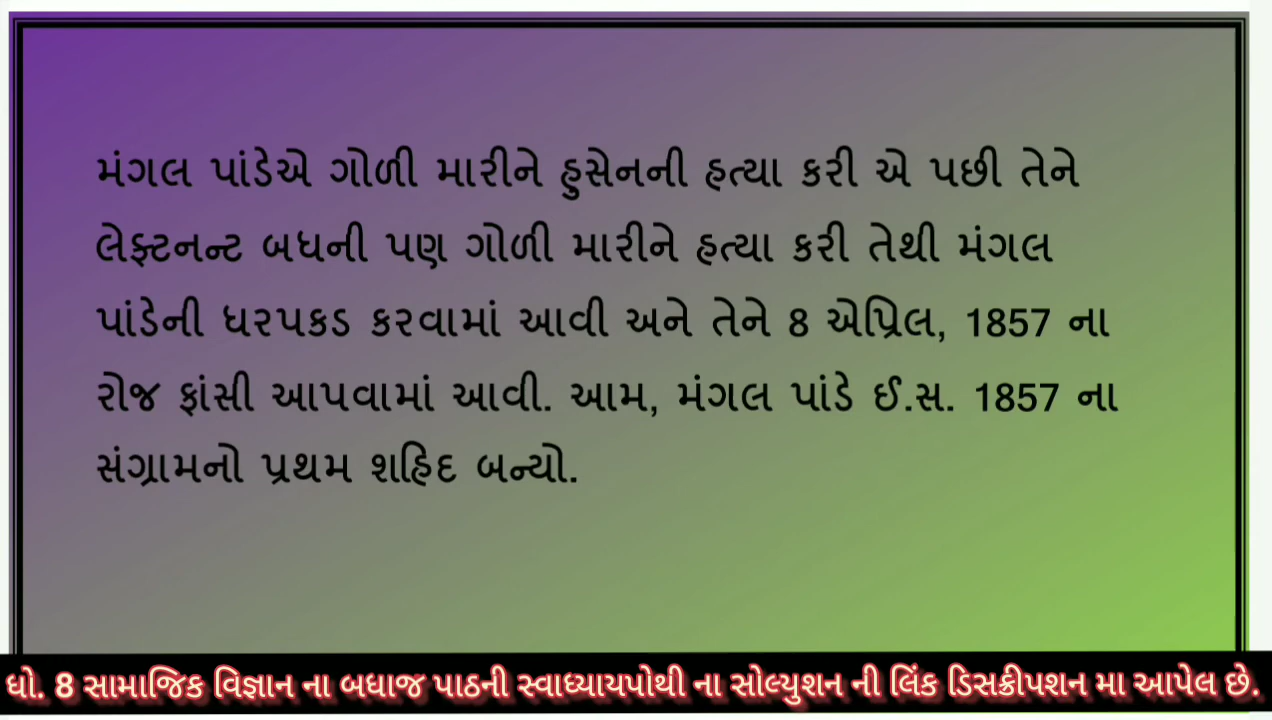 મંગલ પાંડેએ ગોળી મારીને હુસેનની હત્યા કરી એ પછી તેને
લેફ્ટનન્ટ બધની પણ ગોળી મારીને હત્યા કરી તેથી મંગલ
પાંડેની ધરપકડ કરવામાં આવી અને તેને 8 એપ્રિલ, 1857 ના
રોજ ફાંસી આપવામાં આવી. આમ, મંગલ પાંડે ઈ.સ. 1857 ના
સંગ્રામનો પ્રથમ શહિદ બન્યો.
ધો. 8 સામાજિક વિજ્ઞાન ના બધાજ પાઠની સ્વાધ્યાયપોથી ના સોલ્યુશન ની લિંક ડિસક્રીપશન મા આપેલ છે.